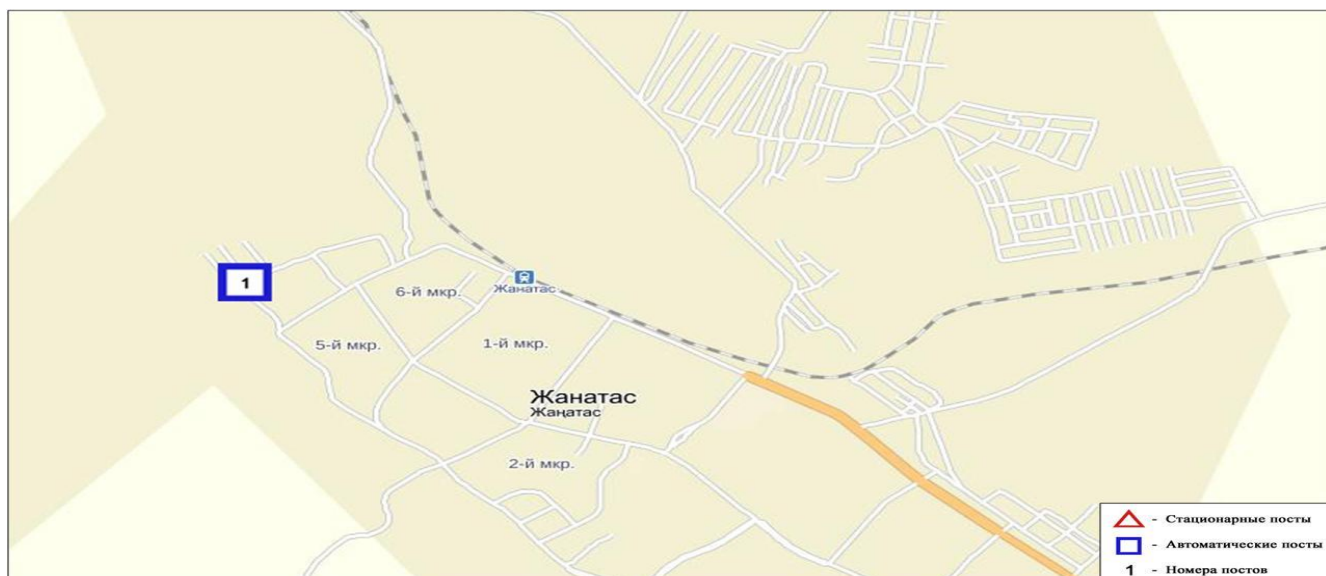 1
6-й мкр.
Жанатас
5-й мкр.
1-й мкр.
Жанатас
Жаңатас
2-й мкр.
- Стационарные посты
- Автоматические посты
1 - Номера постов